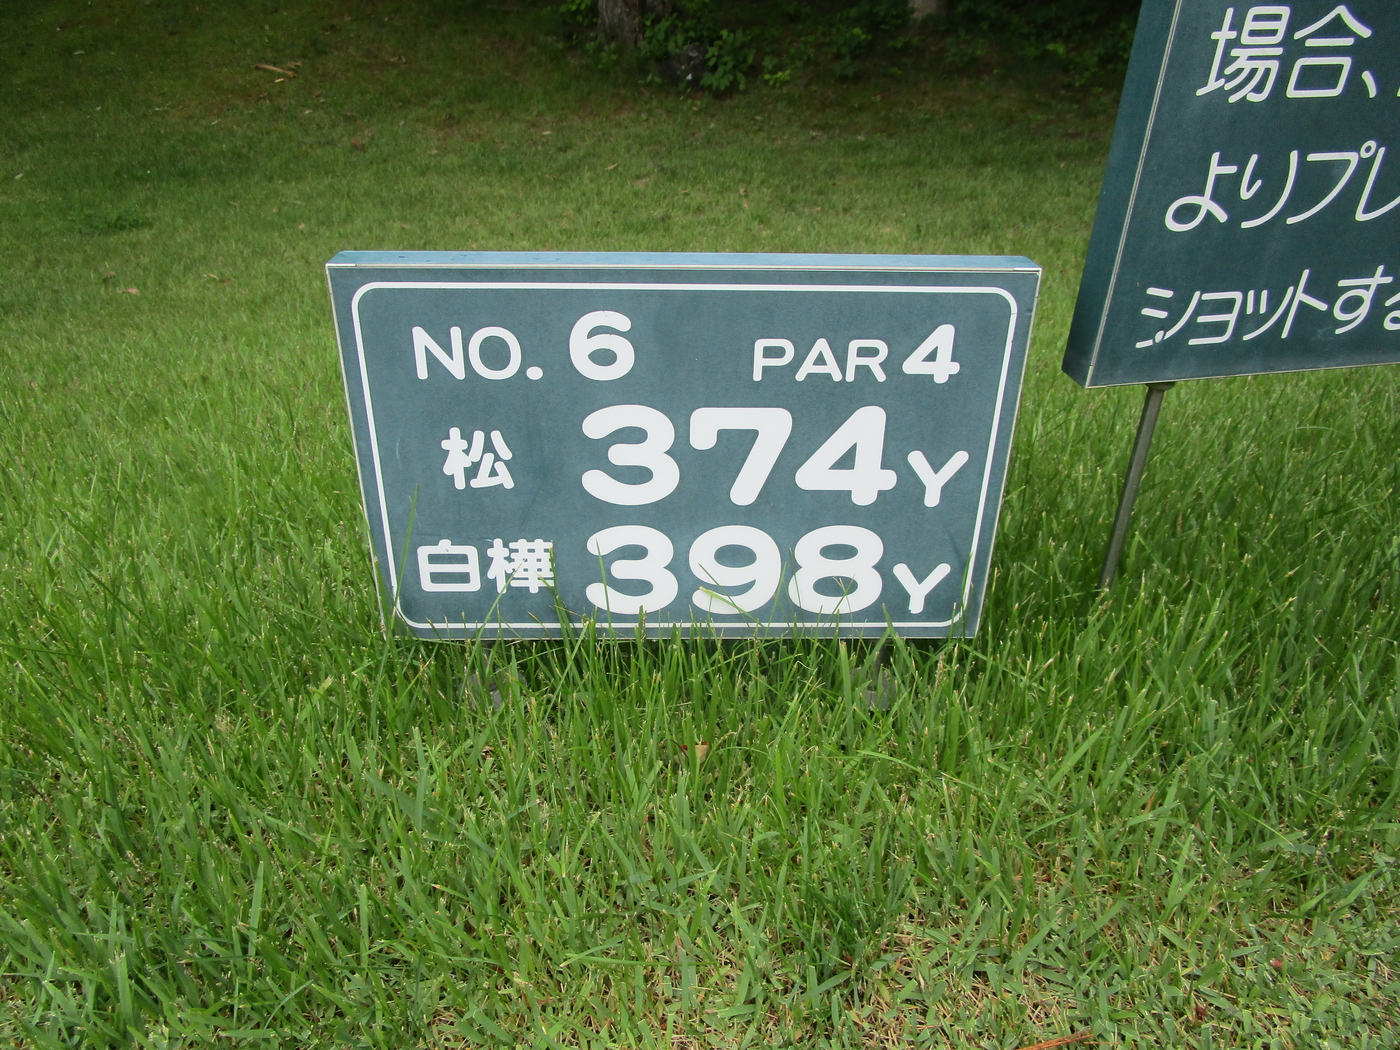 NO. 6 PAR 4
松 374Y
白樺 398Y
場合、
よりプレ
ショットする